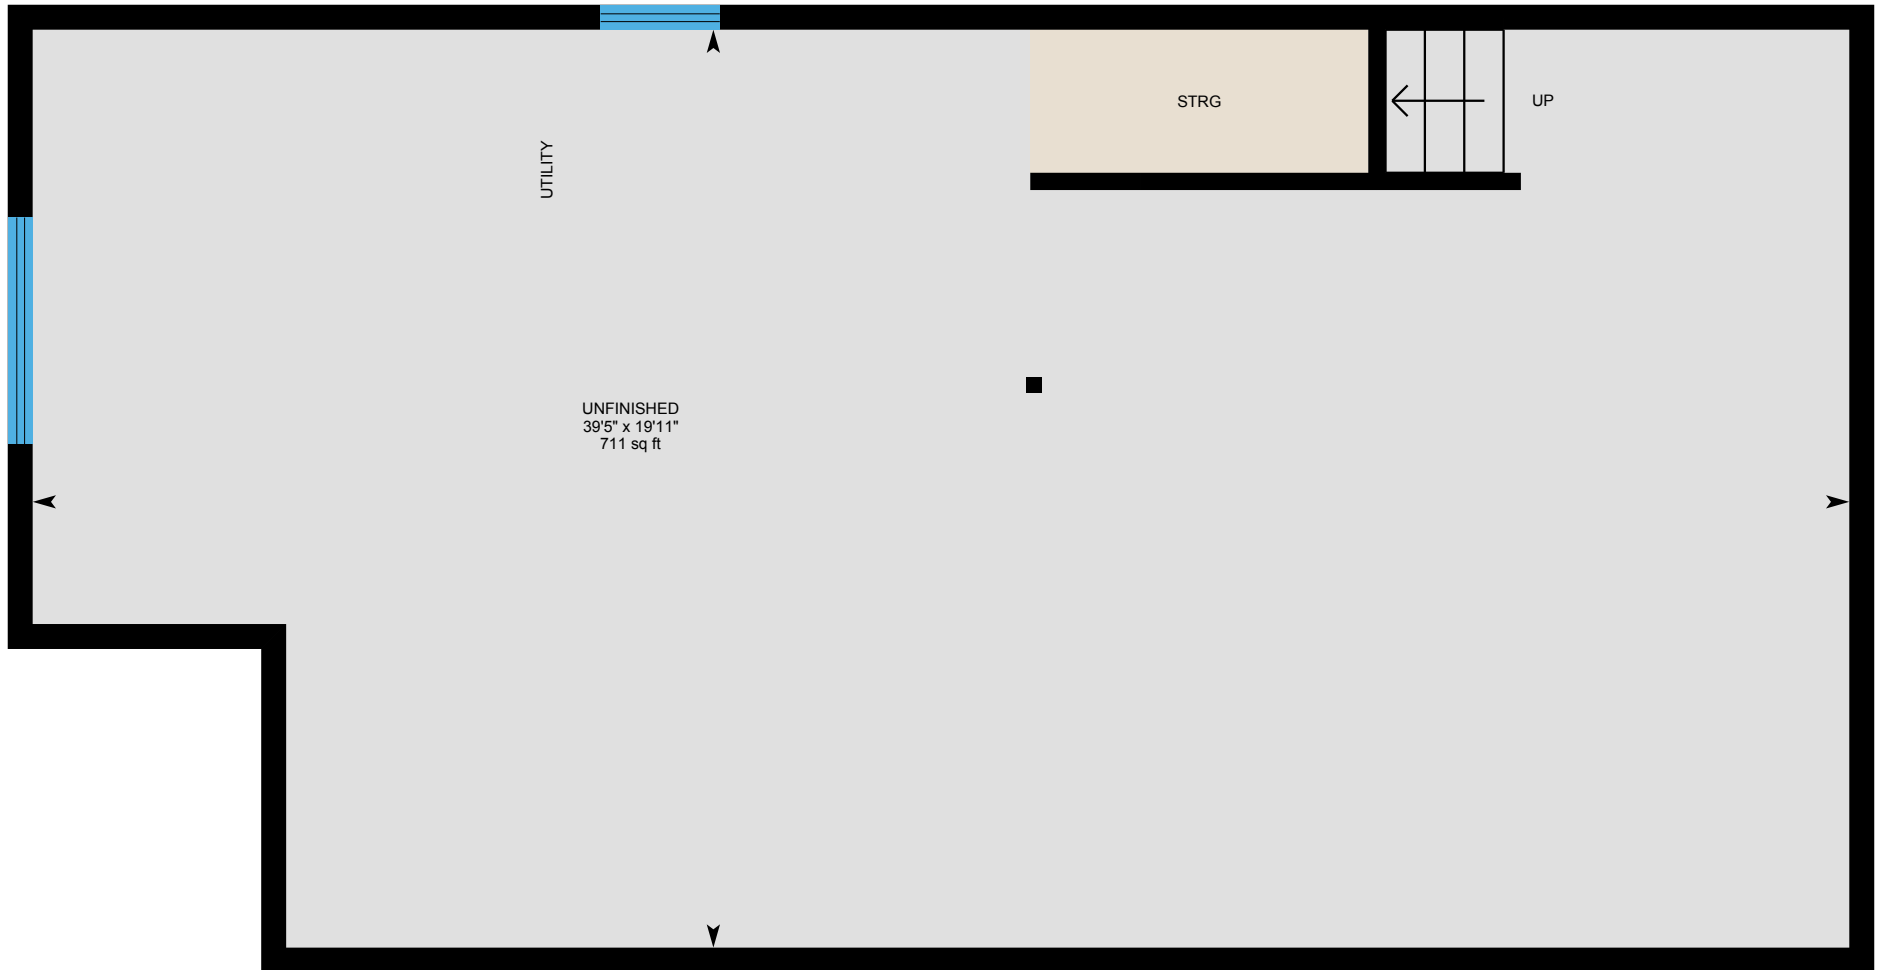 STRG
UP
UTILITY
UNFINISHED
39'5" x 19'11"
711 sq ft